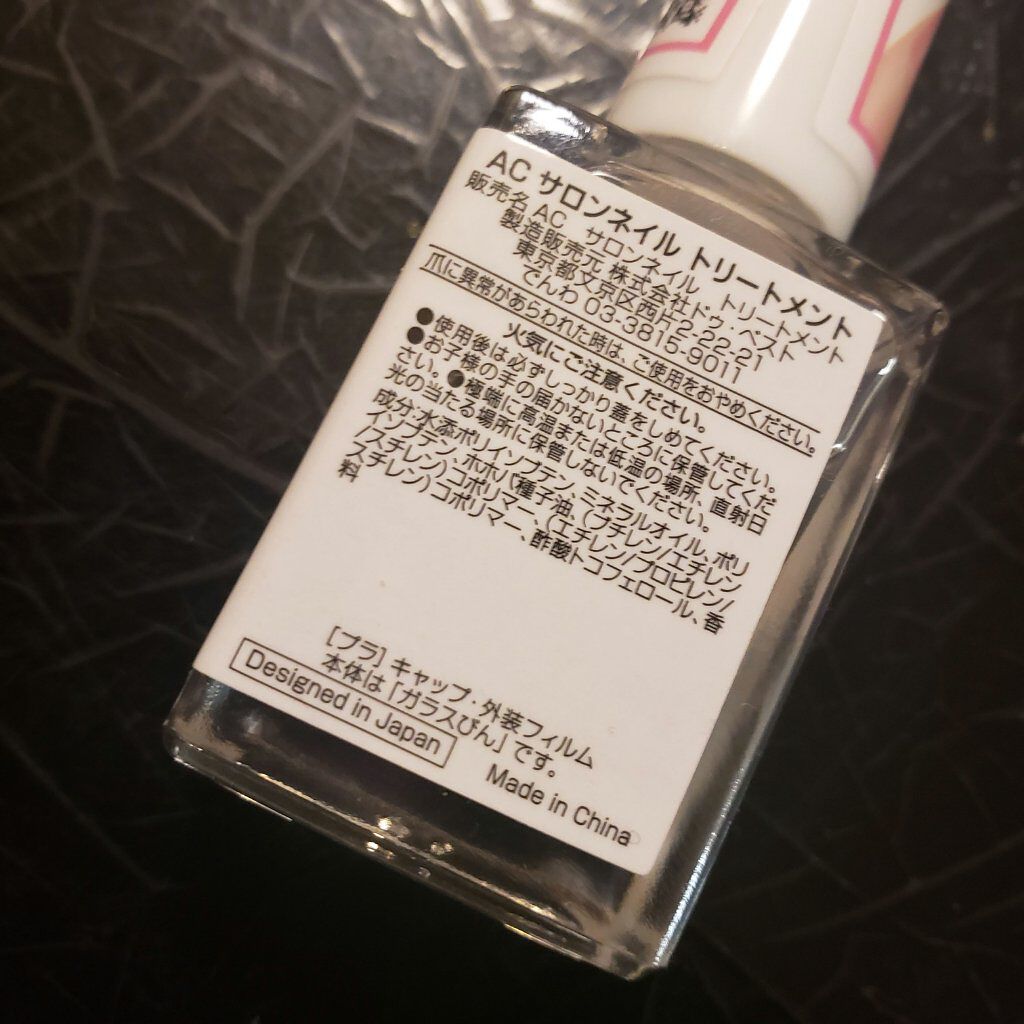 AC サロンネイル トリートメント
販売名 AC サロンネイル トリートメント
製造販売元 株式会社ドゥ・ベスト
東京都文京区西片2-22-21
でんわ 03-3815-9011
爪に異常があらわれた時は、ご使用をおやめください。
火気にご注意ください。
●使用後は必ずしっかり蓋をしめてください。
●お子様の手の届かないところに保管してくだ
さい。●極端に高温または低温の場所、直射日
光の当たる場所に保管しないでください。
成分:水添ポリイソブテン、ミネラルオイル、ポリ
イソブテン、ホホバ種子油、(ブチレン/エチレン
/スチレン)コポリマー、(エチレン/プロピレン/
スチレン)コポリマー、酢酸トコフェロール、香
料
[プラ] キャップ・外装フィルム
本体は「ガラスびん」です。
Designed in Japan
Made in China